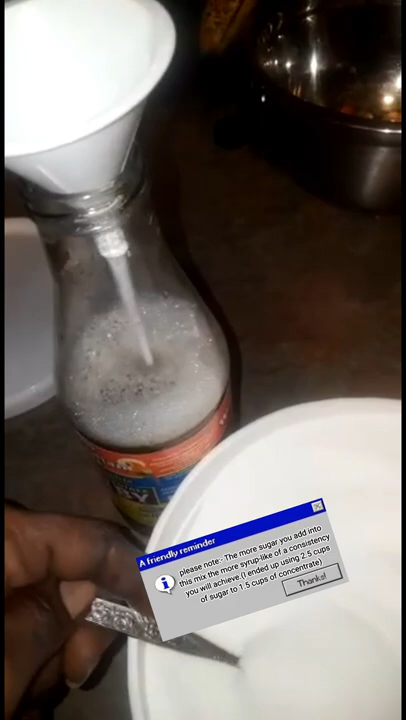 BY
A friendly reminder
please note:- The more sugar you add into
this mix the more syrup-like of a consistency
you will achieve.(I ended up using 2.5 cups
of sugar to 1.5 cups of concentrate)
Thanks!